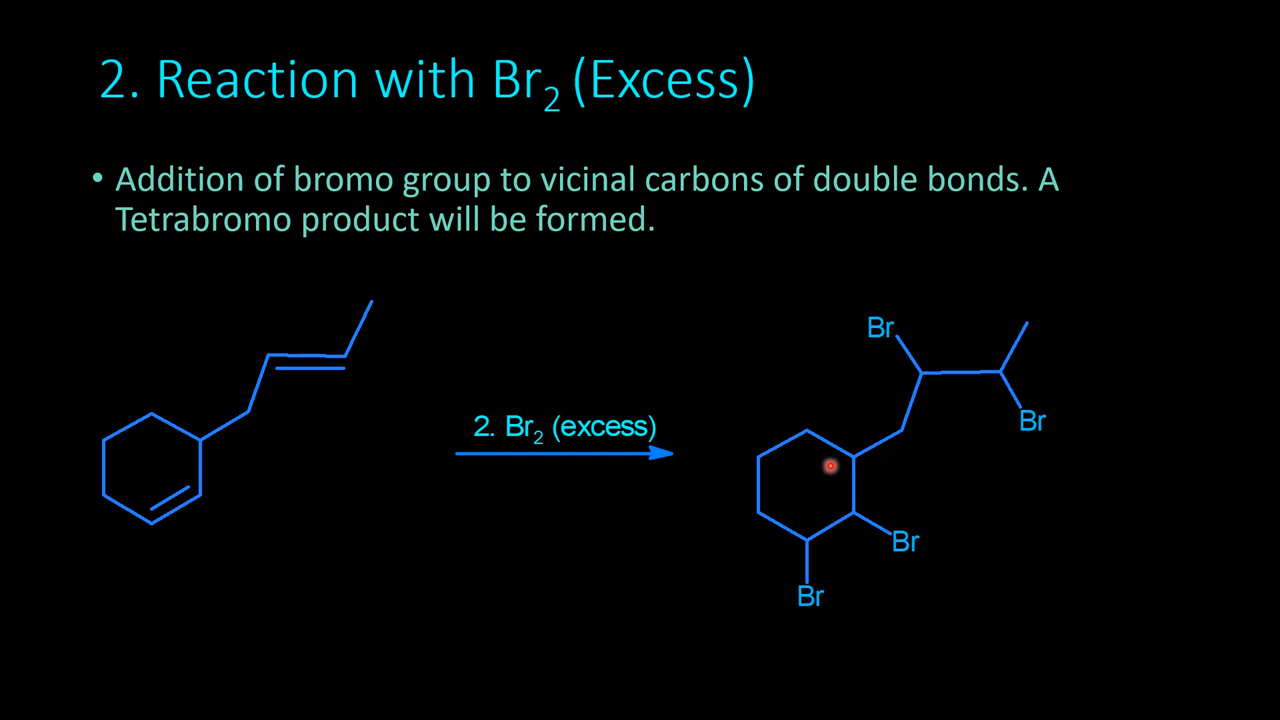 2. Reaction with Br2 (Excess)
• Addition of bromo group to vicinal carbons of double bonds. A
Tetrabromo product will be formed.
2. Br2 (excess)
Br
Br
Br
Br